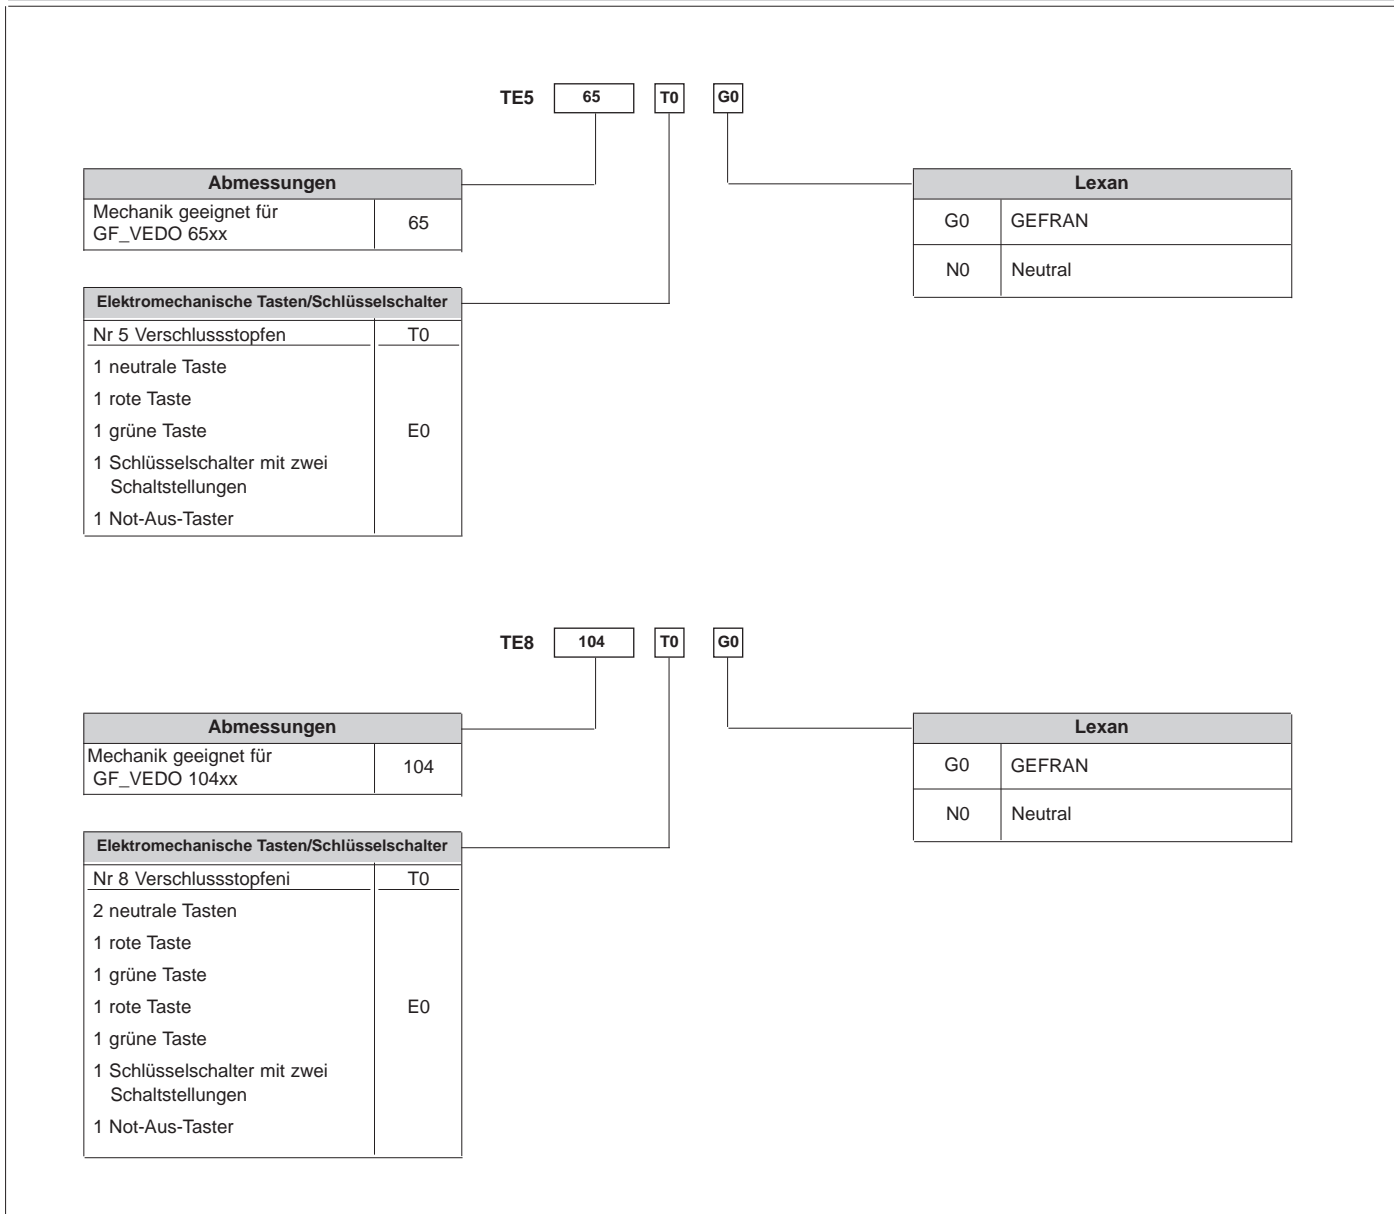 TE5 65 T0 G0
Abmessungen
Mechanik geeignet für
GF_VEDO 65xx
65
Lexan
G0 GEFRAN
N0 Neutral
Elektromechanische Tasten/Schlüsselschalter
Nr 5 Verschlussstopfen T0
1 neutrale Taste
1 rote Taste
1 grüne Taste E0
1 Schlüsselschalter mit zwei
Schaltstellungen
1 Not-Aus-Taster
TE8 104 T0 G0
Abmessungen
Mechanik geeignet für
GF_VEDO 104xx
104
Lexan
G0 GEFRAN
N0 Neutral
Elektromechanische Tasten/Schlüsselschalter
Nr 8 Verschlussstopfeni T0
2 neutrale Tasten
1 rote Taste
1 grüne Taste
1 rote Taste E0
1 grüne Taste
1 Schlüsselschalter mit zwei
Schaltstellungen
1 Not-Aus-Taster